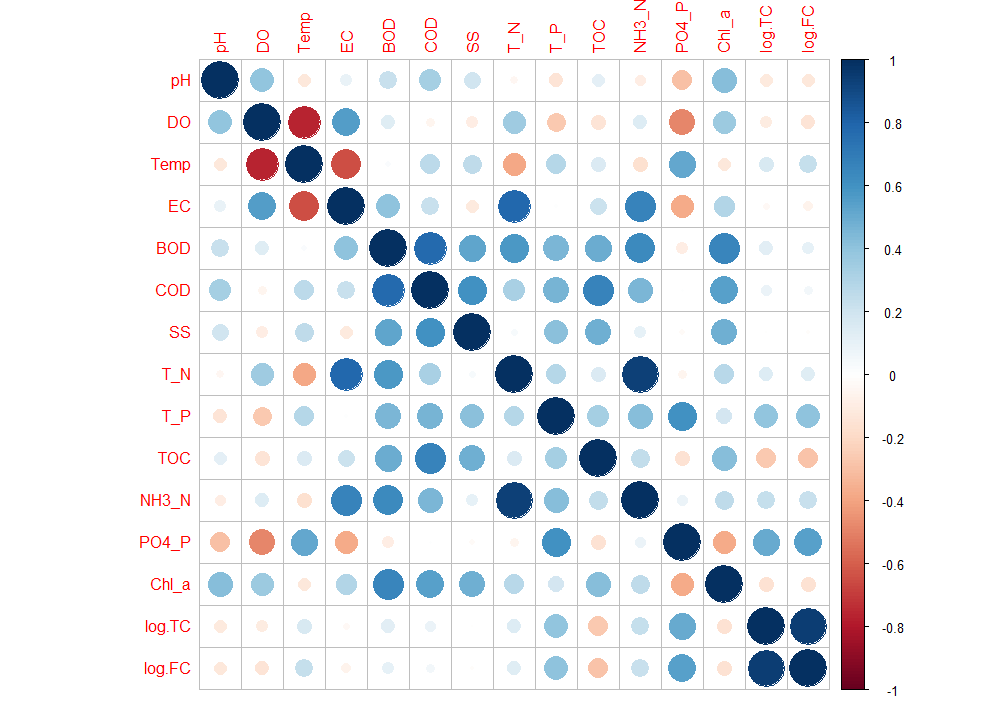 pH DO Temp EC BOD COD SS T_N T_P TOC NH3_N PO4_P Chl_a log.TC log.FC
pH
DO
Temp
EC
BOD
COD
SS
T_N
T_P
TOC
NH3_N
PO4_P
Chl_a
log.TC
log.FC
1
0.8
0.6
0.4
0.2
0
-0.2
-0.4
-0.6
-0.8
-1